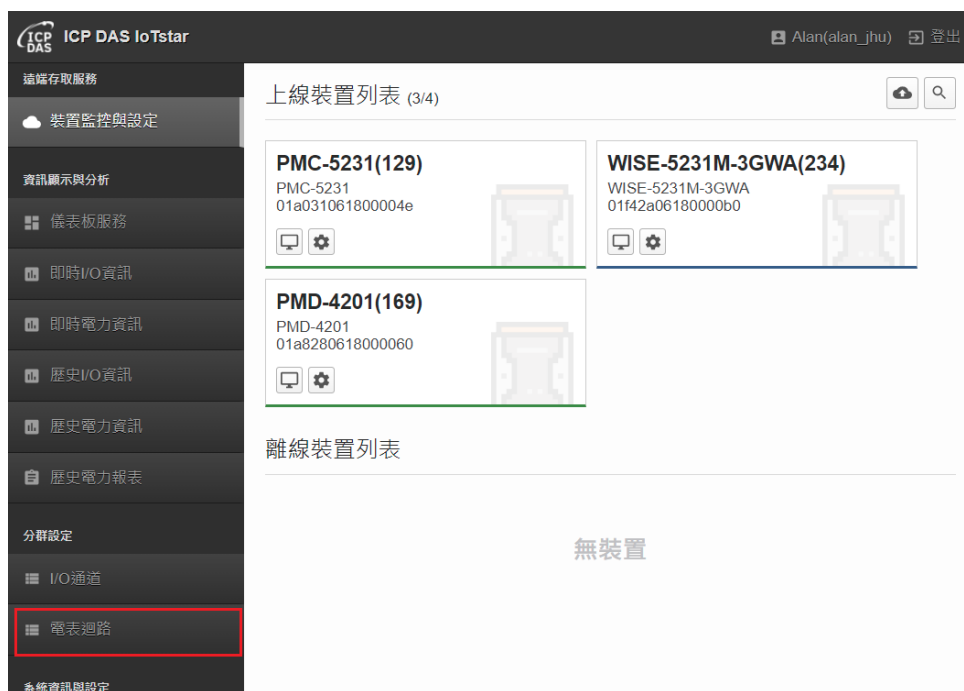 ICP DAS
ICP DAS IoTstar
Alan(alan_jhu)
登出
遠端存取服務
裝置監控與設定
資訊顯示與分析
儀表板服務
即時I/O資訊
即時電力資訊
歷史I/O資訊
歷史電力資訊
歷史電力報表
分群設定
I/O通道
電表迴路
系統資訊與設定
上線裝置列表 (3/4)
PMC-5231(129)
PMC-5231
01a031061800004e
WISE-5231M-3GWA(234)
WISE-5231M-3GWA
01f42a06180000b0
PMD-4201(169)
PMD-4201
01a8280618000060
離線裝置列表
無裝置